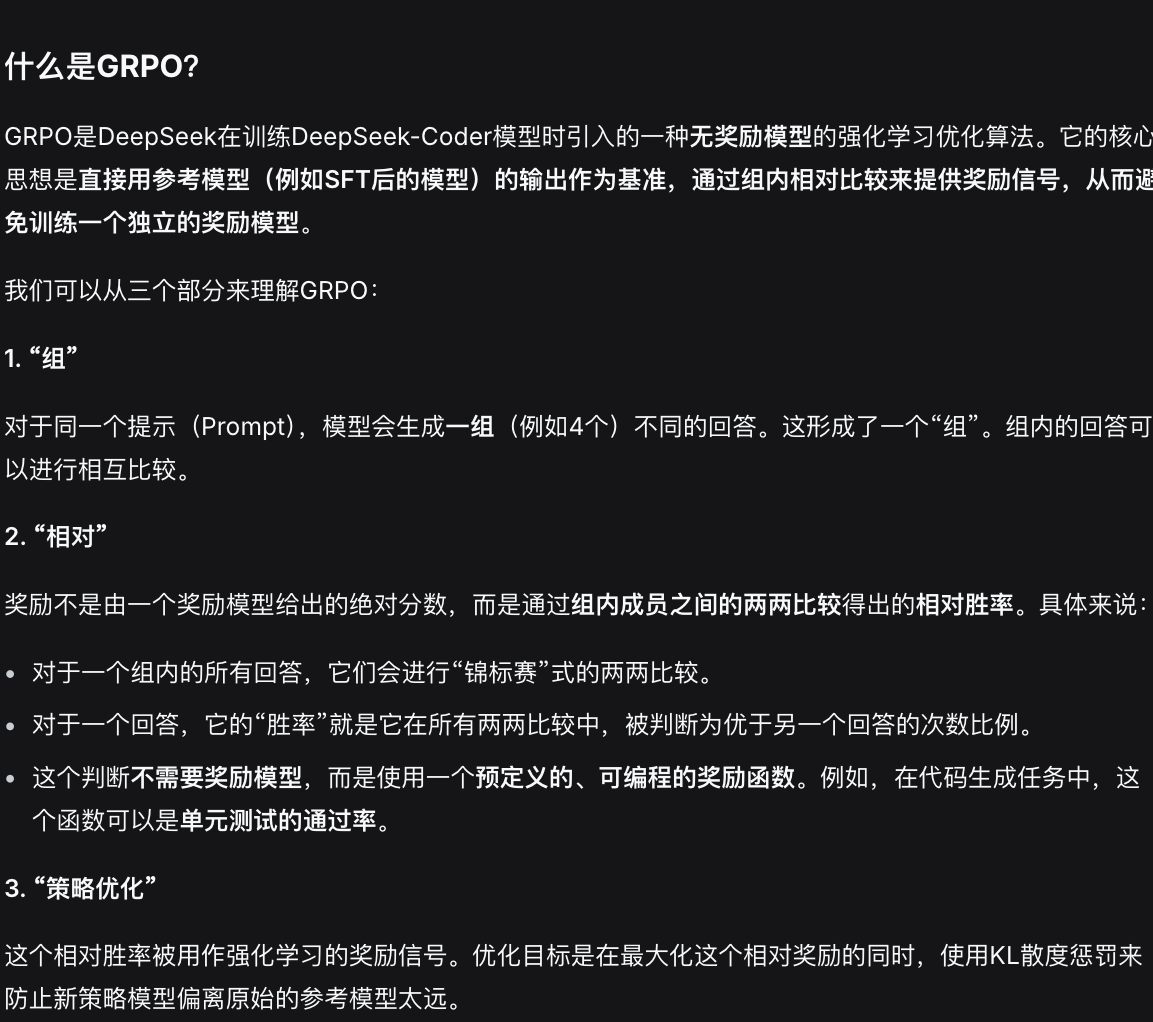 什么是GRPO?
GRPO是DeepSeek在训练DeepSeek-Coder模型时引入的一种无奖励模型的强化学习优化算法。它的核心
思想是直接用参考模型（例如SFT后的模型）的输出作为基准，通过组内相对比较来提供奖励信号，从而避
免训练一个独立的奖励模型。
我们可以从三个部分来理解GRPO：
1. “组”
对于同一个提示（Prompt），模型会生成一组（例如4个）不同的回答。这形成了一个“组”。组内的回答可
以进行相互比较。
2. “相对”
奖励不是由一个奖励模型给出的绝对分数，而是通过组内成员之间的两两比较得出的相对胜率。具体来说：
• 对于一个组内的所有回答，它们会进行“锦标赛”式的两两比较。
• 对于一个回答，它的“胜率”就是它在所有两两比较中，被判断为优于另一个回答的次数比例。
• 这个判断不需要奖励模型，而是使用一个预定义的、可编程的奖励函数。例如，在代码生成任务中，这
个函数可以是单元测试的通过率。
3. “策略优化”
这个相对胜率被用作强化学习的奖励信号。优化目标是在最大化这个相对奖励的同时，使用KL散度惩罚来
防止新策略模型偏离原始的参考模型太远。